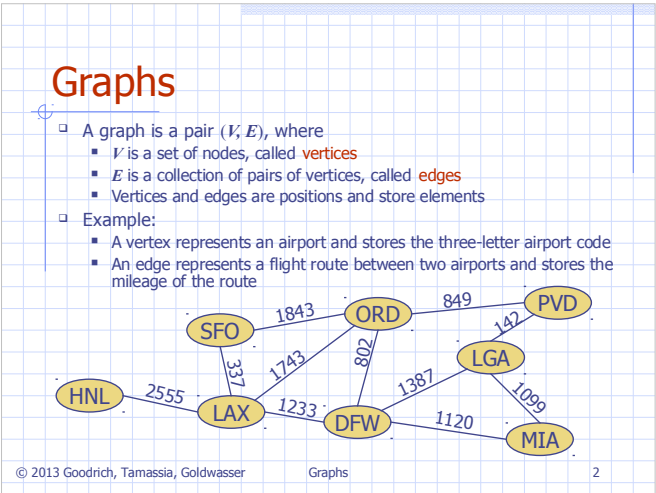 Graphs
A graph is a pair (V, E), where
V is a set of nodes, called vertices
E is a collection of pairs of vertices, called edges
Vertices and edges are positions and store elements
Example:
A vertex represents an airport and stores the three-letter airport code
An edge represents a flight route between two airports and stores the
mileage of the route
849
PVD
ORD
1843
SFO
142
802
LGA
1743
337
1387
HNL
2555
1099
LAX
1233
DFW
1120
MIA
© 2013 Goodrich, Tamassia, Goldwasser
Graphs
2